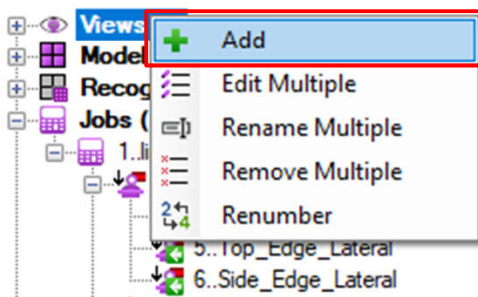 Views
Add
Model
Edit Multiple
Recog
Rename Multiple
Jobs (
1..li
Remove Multiple
Renumber
5..Top_Edge_Lateral
6..Side_Edge_Lateral